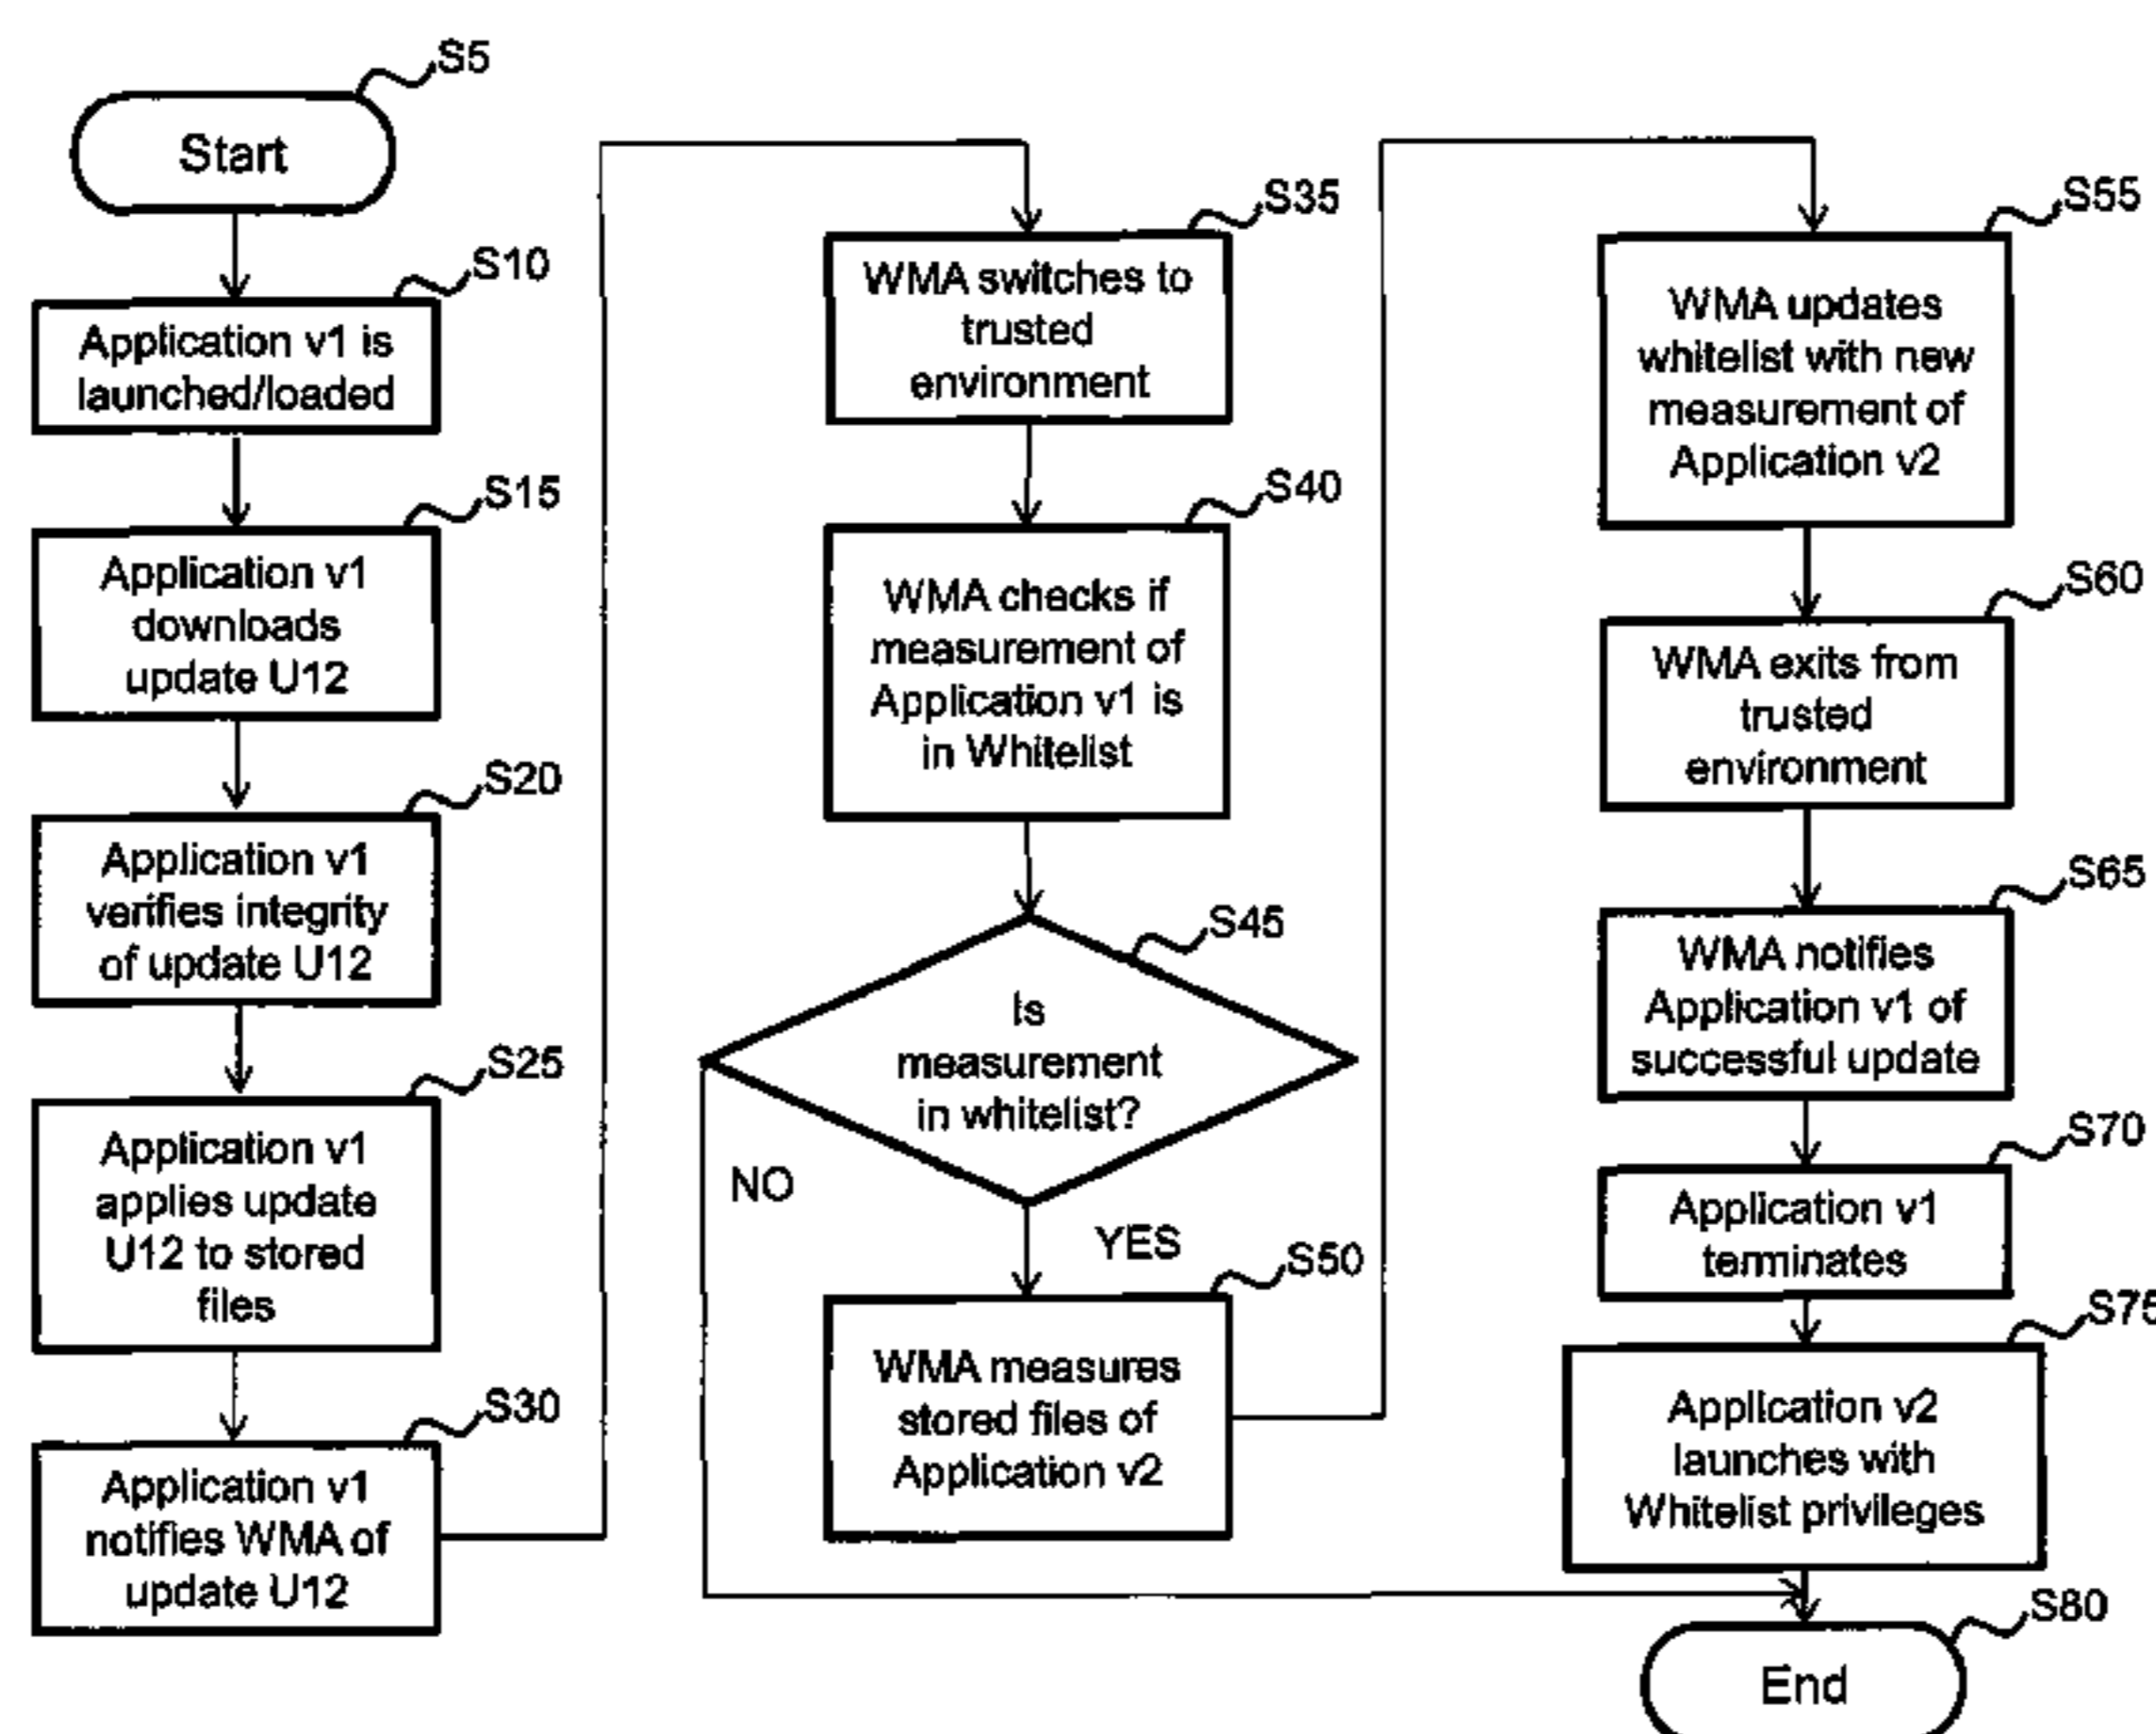 S5
Start
S10
Application v1 is
launched/loaded
S15
Application v1
downloads
update U12
S20
Application v1
verifies integrity
of update U12
S25
Application v1
applies update
U12 to stored
files
S30
Application v1
notifies WMA of
update U12
S35
WMA switches to
trusted
environment
S40
WMA checks if
measurement of
Application v1 is
in Whitelist
S45
Is
measurement
in whitelist?
NO
YES
S50
WMA measures
stored files of
Application v2
S55
WMA updates
whitelist with new
measurement of
Application v2
S60
WMA exits from
trusted
environment
S65
WMA notifies
Application v1 of
successful update
S70
Application v1
terminates
S75
Application v2
launches with
Whitelist privileges
S80
End